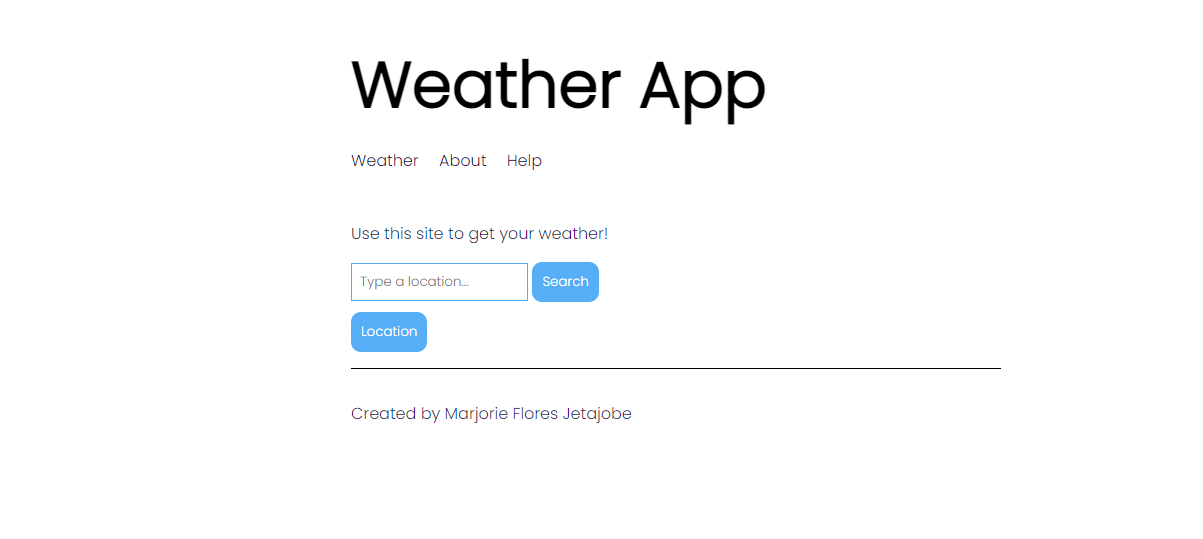 Weather App
Weather About Help
Use this site to get your weather!
Type a location... Search
Location
Created by Marjorie Flores Jetajobe